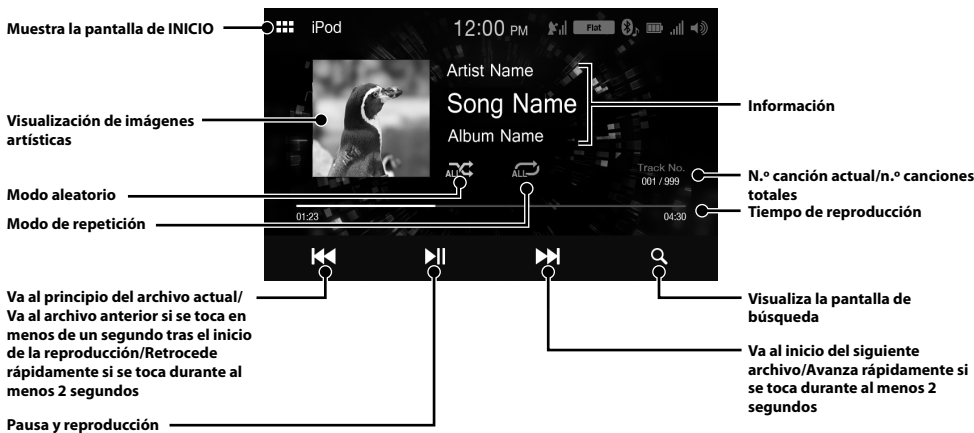 Muestra la pantalla de INICIO
iPod
12:00 PM
Flat
Artist Name
Song Name
Album Name
Información
Visualización de imágenes
artísticas
ALL
ALL
Track No.
001 / 999
N.º canción actual/n.º canciones
totales
Modo aleatorio
Tiempo de reproducción
01:23
04:30
Modo de repetición
Va al principio del archivo actual/
Va al archivo anterior si se toca en
menos de un segundo tras el inicio
de la reproducción/Retrocede
rápidamente si se toca durante al
menos 2 segundos
Visualiza la pantalla de
búsqueda
Va al inicio del siguiente
archivo/Avanza rápidamente si
se toca durante al menos 2
segundos
Pausa y reproducción